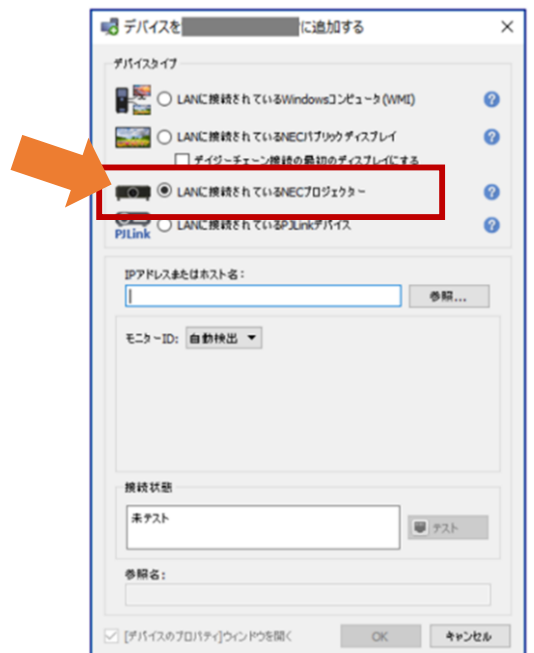 デバイスを に追加する
デバイスタイプ
LANに接続されているWindowsコンピュータ(WMI)
LANに接続されているNECパブリックディスプレイ
デイジーチェーン接続の最初のディスプレイにする
LANに接続されているNECプロジェクター
PJLink
LANに接続されているPJLinkデバイス
IPアドレスまたはホスト名:
参照...
モニターID: 自動検出
接続状態
未テスト
テスト
参照名:
[デバイスのプロパティ]ウィンドウを開く
OK
キャンセル